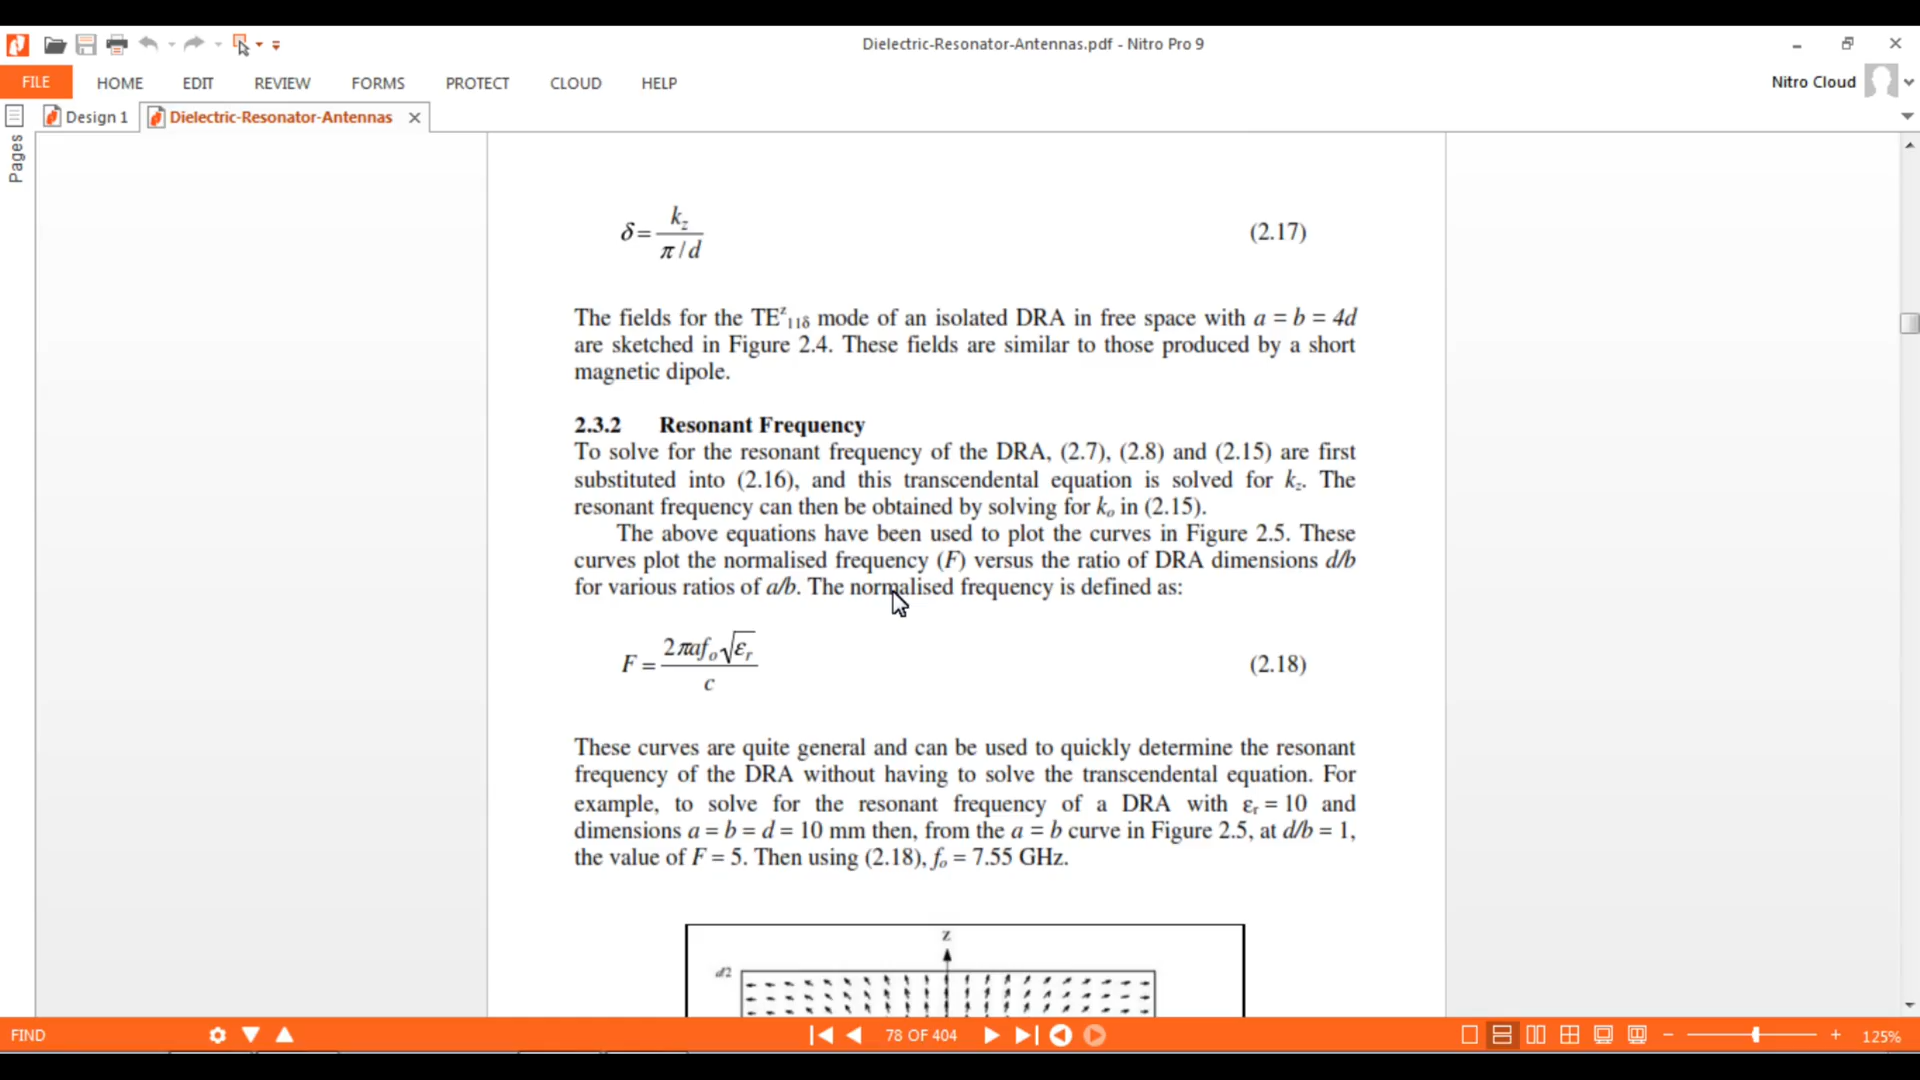 Dielectric-Resonator-Antennas.pdf - Nitro Pro 9
FILE HOME EDIT REVIEW FORMS PROTECT CLOUD HELP
Nitro Cloud
Design 1
Dielectric-Resonator-Antennas
Pages
δ = k_z / (π / d) (2.17)
The fields for the TE^z_11δ mode of an isolated DRA in free space with a = b = 4d
are sketched in Figure 2.4. These fields are similar to those produced by a short
magnetic dipole.
2.3.2 Resonant Frequency
To solve for the resonant frequency of the DRA, (2.7), (2.8) and (2.15) are first
substituted into (2.16), and this transcendental equation is solved for k_z. The
resonant frequency can then be obtained by solving for k_o in (2.15).
The above equations have been used to plot the curves in Figure 2.5. These
curves plot the normalised frequency (F) versus the ratio of DRA dimensions d/b
for various ratios of a/b. The normalised frequency is defined as:
F = 2πaf_o√ε_r / c (2.18)
These curves are quite general and can be used to quickly determine the resonant
frequency of the DRA without having to solve the transcendental equation. For
example, to solve for the resonant frequency of a DRA with ε_r = 10 and
dimensions a = b = d = 10 mm then, from the a = b curve in Figure 2.5, at d/b = 1,
the value of F = 5. Then using (2.18), f_o = 7.55 GHz.
z
d/2
FIND
78 OF 404
125%